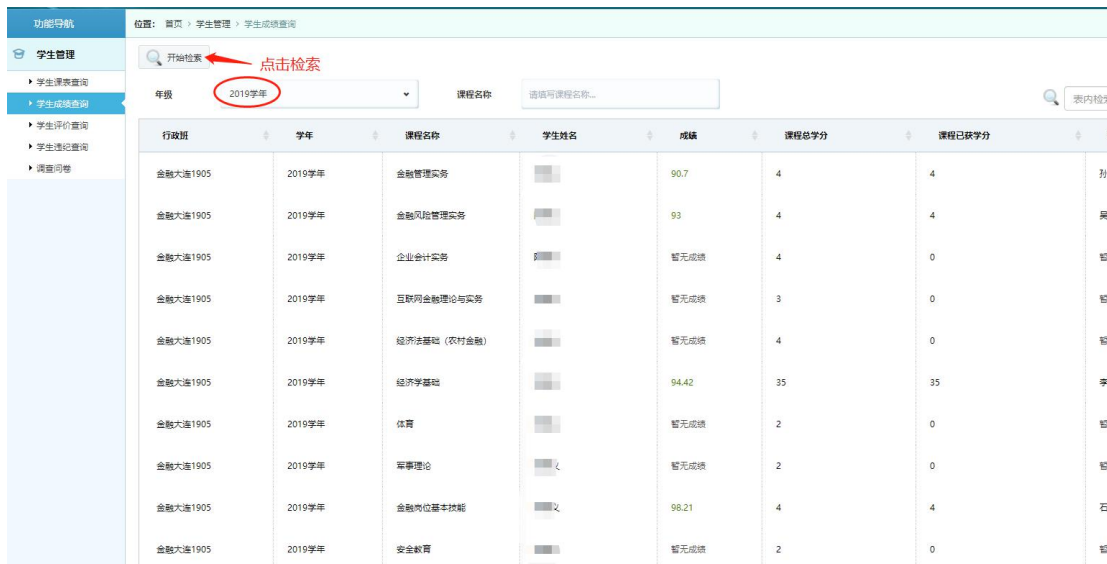 功能导航
位置： 首页 > 学生管理 > 学生成绩查询
学生管理
学生课表查询
学生成绩查询
学生评价查询
学生违纪查询
调查问卷
开始检索
点击检索
年级 2019学年 课程名称 请填写课程名称... 表内检
行政班 学年 课程名称 学生姓名 成绩 课程总学分 课程已获学分
金融大连1905 2019学年 金融管理实务 90.7 4 4 孙
金融大连1905 2019学年 金融风险管理实务 93 4 4 吴
金融大连1905 2019学年 企业会计实务 暂无成绩 4 0 暂
金融大连1905 2019学年 互联网金融理论与实务 暂无成绩 3 0 暂
金融大连1905 2019学年 经济法基础（农村金融） 暂无成绩 4 0 暂
金融大连1905 2019学年 经济学基础 94.42 35 35 李
金融大连1905 2019学年 体育 暂无成绩 2 0 暂
金融大连1905 2019学年 军事理论 暂无成绩 2 0 暂
金融大连1905 2019学年 金融岗位基本技能 98.21 4 4 石
金融大连1905 2019学年 安全教育 暂无成绩 2 0 暂